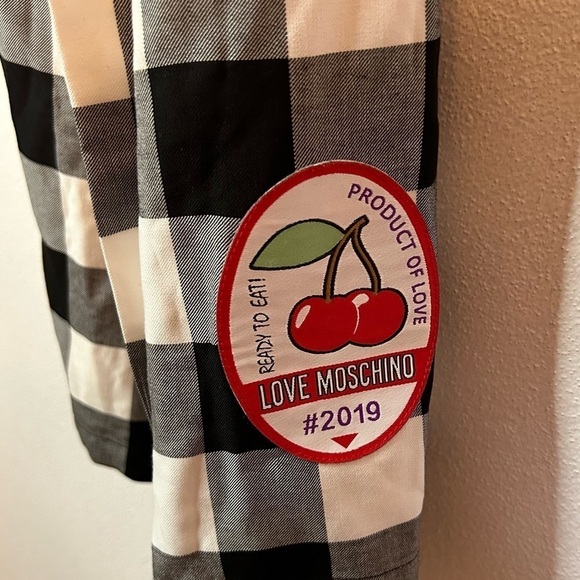 READY TO EAT!
PRODUCT OF LOVE
LOVE MOSCHINO
#2019